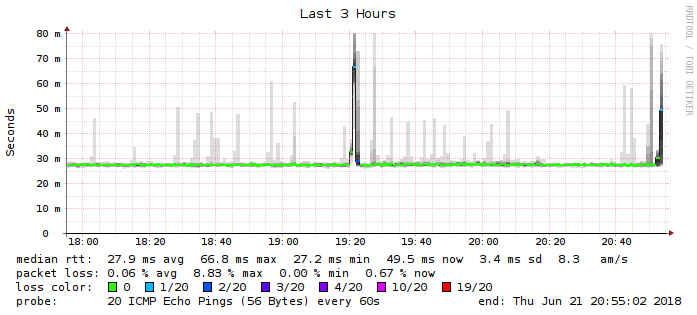 Last 3 Hours
RRDTOOL / TOBI OETIKER
Seconds
80 m
70 m
60 m
50 m
40 m
30 m
20 m
10 m
0
18:00 18:20 18:40 19:00 19:20 19:40 20:00 20:20 20:40
median rtt: 27.9 ms avg 66.8 ms max 27.2 ms min 49.5 ms now 3.4 ms sd 8.3 am/s
packet loss: 0.06 % avg 8.83 % max 0.00 % min 0.67 % now
loss color: 0 1/20 2/20 3/20 4/20 10/20 19/20
probe: 20 ICMP Echo Pings (56 Bytes) every 60s end: Thu Jun 21 20:55:02 2018